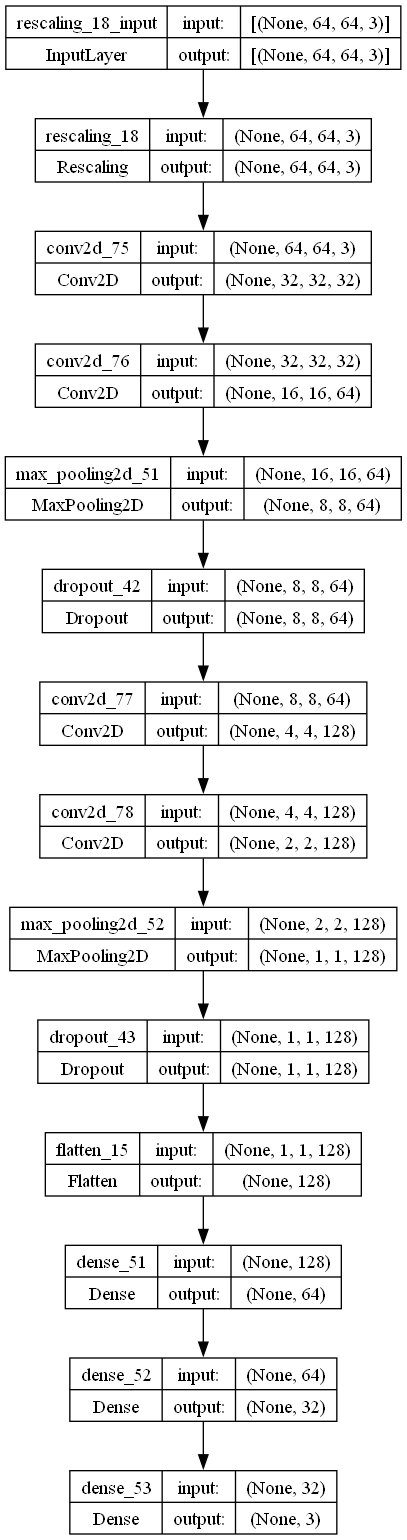 rescaling_18_input input: [(None, 64, 64, 3)]
InputLayer output: [(None, 64, 64, 3)]
rescaling_18 input: (None, 64, 64, 3)
Rescaling output: (None, 64, 64, 3)
conv2d_75 input: (None, 64, 64, 3)
Conv2D output: (None, 32, 32, 32)
conv2d_76 input: (None, 32, 32, 32)
Conv2D output: (None, 16, 16, 64)
max_pooling2d_51 input: (None, 16, 16, 64)
MaxPooling2D output: (None, 8, 8, 64)
dropout_42 input: (None, 8, 8, 64)
Dropout output: (None, 8, 8, 64)
conv2d_77 input: (None, 8, 8, 64)
Conv2D output: (None, 4, 4, 128)
conv2d_78 input: (None, 4, 4, 128)
Conv2D output: (None, 2, 2, 128)
max_pooling2d_52 input: (None, 2, 2, 128)
MaxPooling2D output: (None, 1, 1, 128)
dropout_43 input: (None, 1, 1, 128)
Dropout output: (None, 1, 1, 128)
flatten_15 input: (None, 1, 1, 128)
Flatten output: (None, 128)
dense_51 input: (None, 128)
Dense output: (None, 64)
dense_52 input: (None, 64)
Dense output: (None, 32)
dense_53 input: (None, 32)
Dense output: (None, 3)